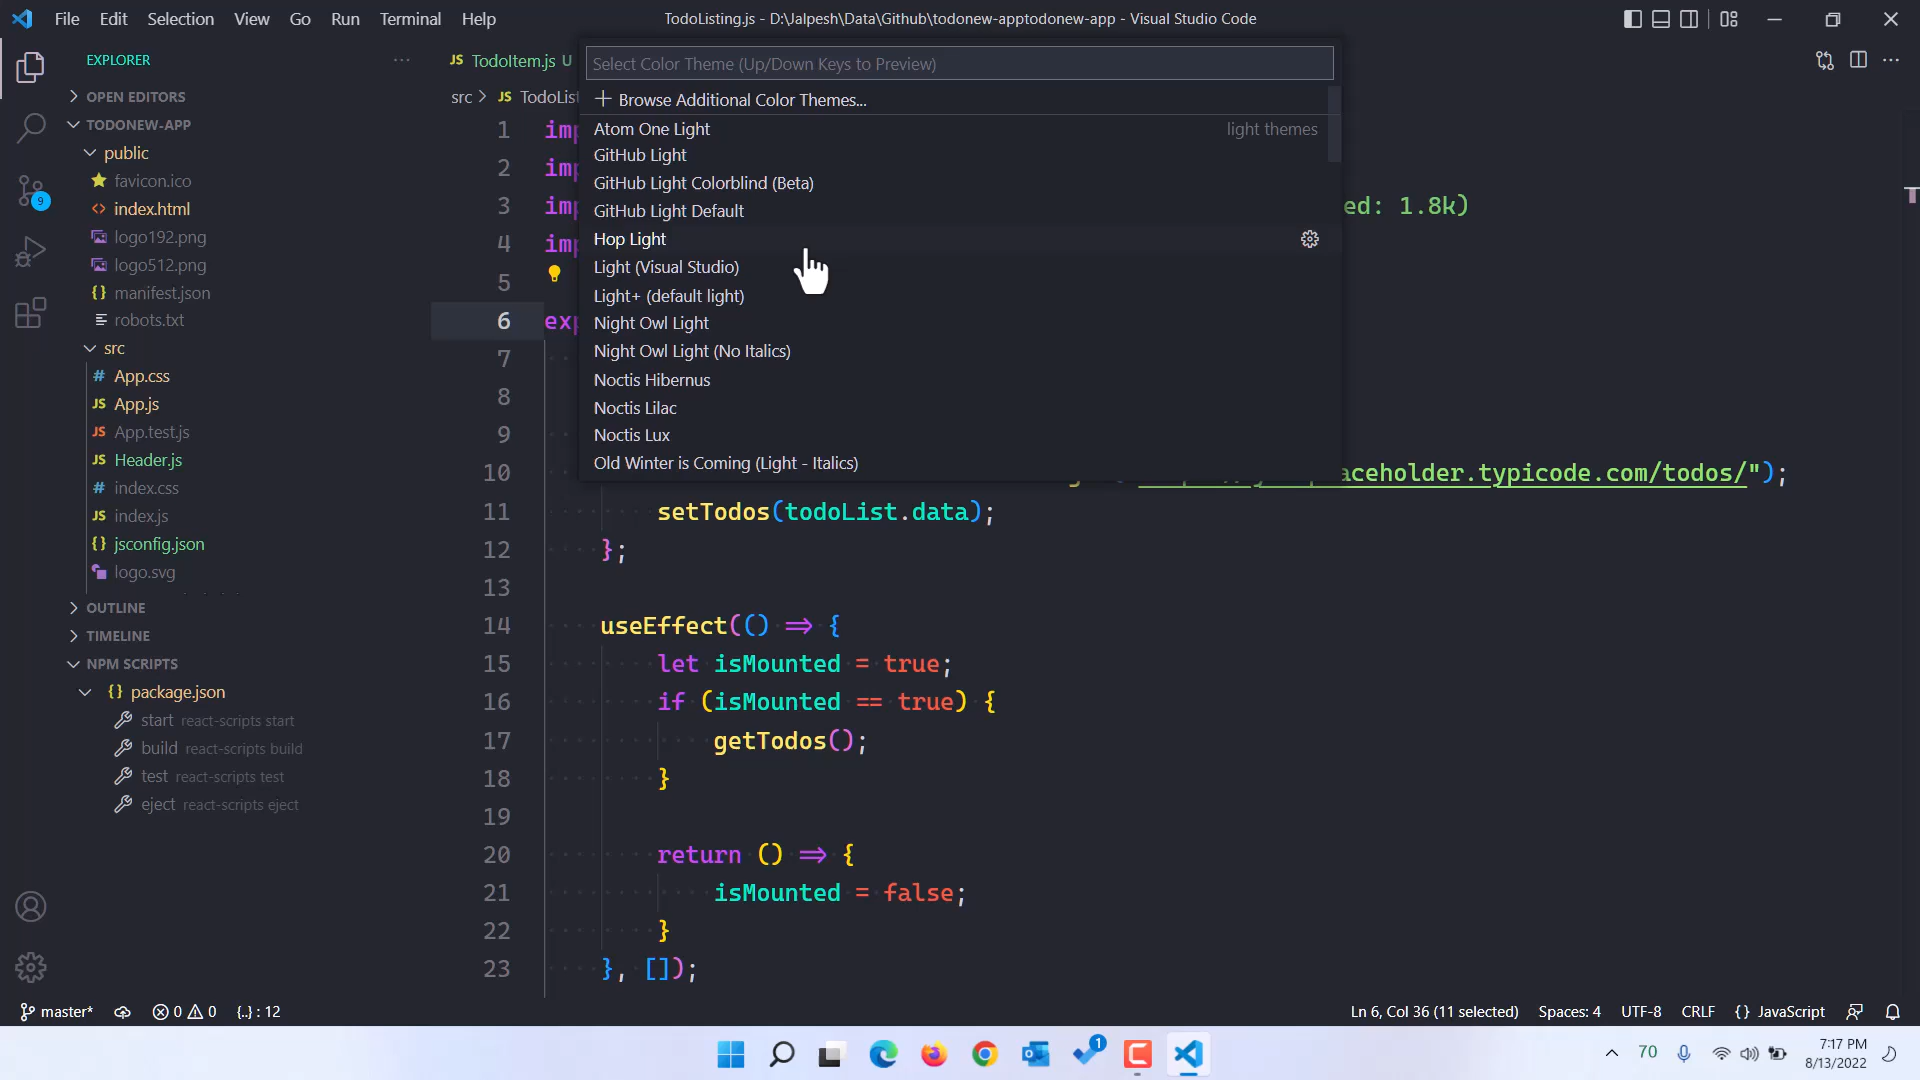 File Edit Selection View Go Run Terminal Help
TodoListing.js - D:\Jalpesh\Data\Github\todonew-apptodonew-app - Visual Studio Code
EXPLORER
OPEN EDITORS
TODONEW-APP
public
favicon.ico
index.html
logo192.png
logo512.png
manifest.json
robots.txt
src
App.css
App.js
App.test.js
Header.js
index.css
index.js
jsconfig.json
logo.svg
OUTLINE
TIMELINE
NPM SCRIPTS
package.json
start react-scripts start
build react-scripts build
test react-scripts test
eject react-scripts eject
JS TodoItem.js U
src > JS TodoList
Select Color Theme (Up/Down Keys to Preview)
+ Browse Additional Color Themes...
Atom One Light light themes
GitHub Light
GitHub Light Colorblind (Beta)
GitHub Light Default
Hop Light
Light (Visual Studio)
Light+ (default light)
Night Owl Light
Night Owl Light (No Italics)
Noctis Hibernus
Noctis Lilac
Noctis Lux
Old Winter is Coming (Light - Italics)
1 imp
2 imp
3 imp ed: 1.8k)
4 imp
5
6 exp
7
8
9
10 aceholder.typicode.com/todos/");
11 setTodos(todoList.data);
12 };
13
14 useEffect(() => {
15 let isMounted = true;
16 if (isMounted == true) {
17 getTodos();
18 }
19
20 return () => {
21 isMounted = false;
22 }
23 }, []);
9
master* 0 0 {..} : 12
Ln 6, Col 36 (11 selected) Spaces: 4 UTF-8 CRLF {} JavaScript
1
70
7:17 PM
8/13/2022